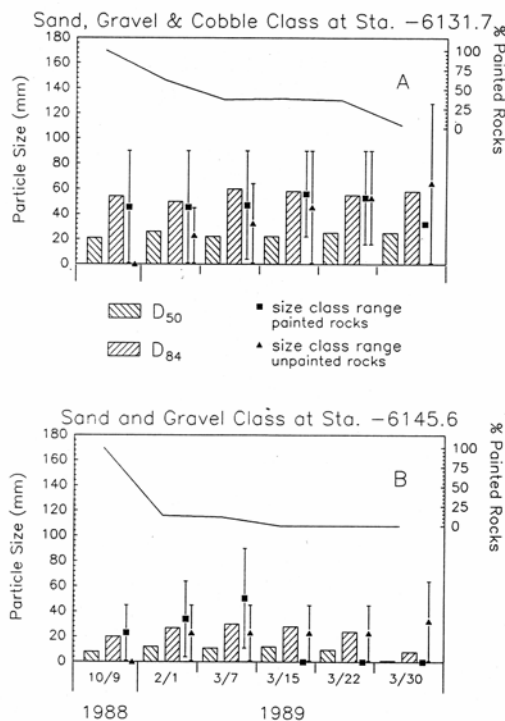 Sand, Gravel & Cobble Class at Sta. -6131.7
180
160
140
120
100
80
60
40
20
0
Particle Size (mm)
A
100
75
50
25
0
% Painted Rocks
D50
D84
size class range
painted rocks
size class range
unpainted rocks
Sand and Gravel Class at Sta. -6145.6
180
160
140
120
100
80
60
40
20
0
Particle Size (mm)
B
100
75
50
25
0
% Painted Rocks
10/9 2/1 3/7 3/15 3/22 3/30
1988 1989